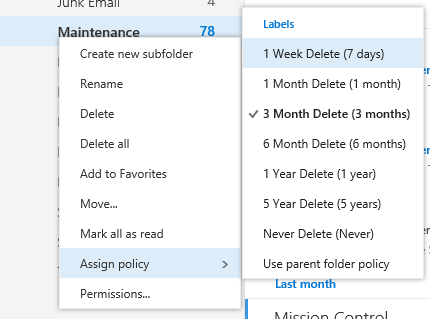 Junk Email 4
Maintenance 78
Create new subfolder
Rename
Delete
Delete all
Add to Favorites
Move...
Mark all as read
Assign policy
Permissions...
Labels
1 Week Delete (7 days)
1 Month Delete (1 month)
3 Month Delete (3 months)
6 Month Delete (6 months)
1 Year Delete (1 year)
5 Year Delete (5 years)
Never Delete (Never)
Use parent folder policy
Last month
Mission Control